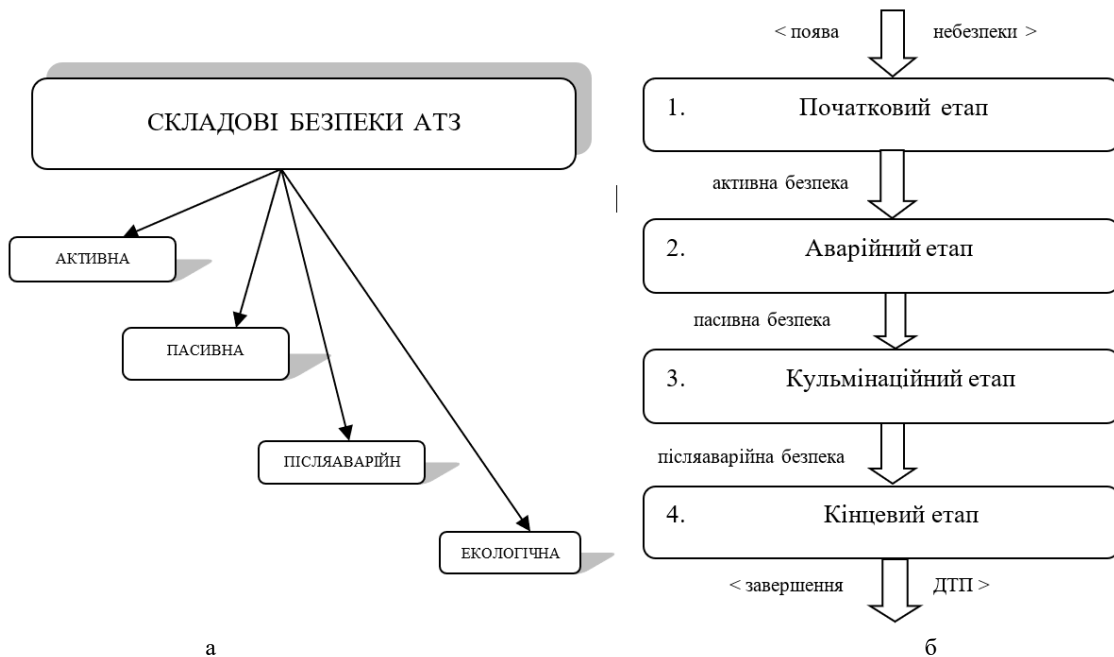 СКЛАДОВІ БЕЗПЕКИ АТЗ
АКТИВНА
ПАСИВНА
ПІСЛЯАВАРІЙН
ЕКОЛОГІЧНА
а
< поява небезпеки >
1. Початковий етап
активна безпека
2. Аварійний етап
пасивна безпека
3. Кульмінаційний етап
післяаварійна безпека
4. Кінцевий етап
< завершення ДТП >
б